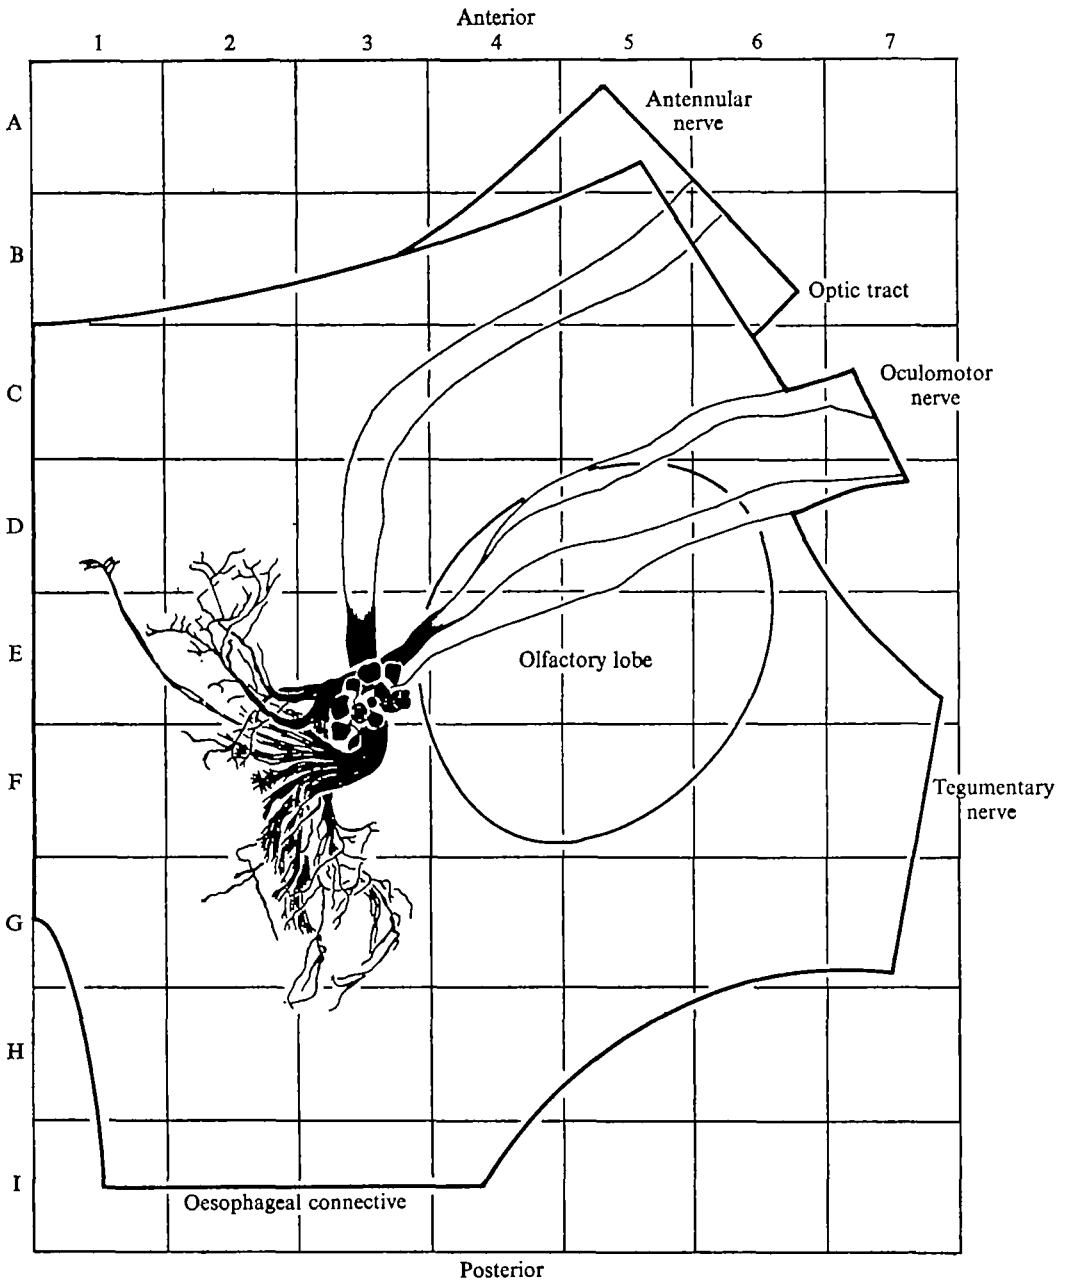 Anterior
1 2 3 4 5 6 7
A
Antennular
nerve
B
Optic tract
C
Oculomotor
nerve
D
E
Olfactory lobe
F
Tegumentary
nerve
G
H
I
Oesophageal connective
Posterior